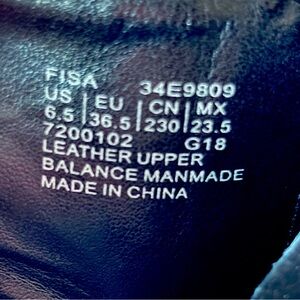 FISA 34E9809
US | EU | CN | MX
6.5 | 36.5 | 230 | 23.5
7200102 G18
LEATHER UPPER
BALANCE MANMADE
MADE IN CHINA